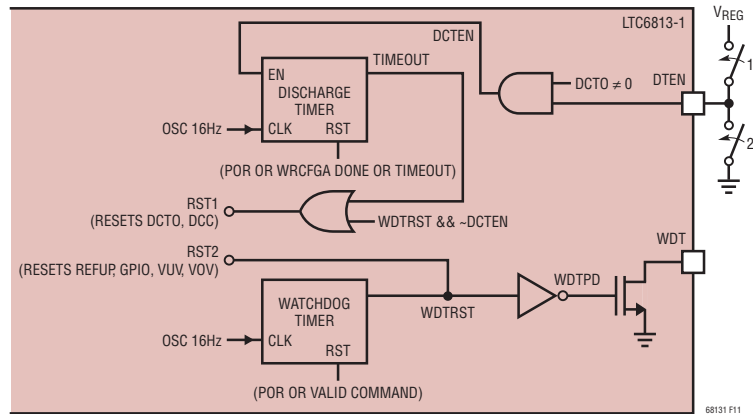 LTC6813-1
VREG
DCTEN
1
TIMEOUT
EN
DISCHARGE
TIMER
DCTO ≠ 0
DTEN
OSC 16Hz
CLK
RST
2
(POR OR WRCFGA DONE OR TIMEOUT)
RST1
(RESETS DCTO, DCC)
WDTRST && ~DCTEN
RST2
(RESETS REFUP, GPIO, VUV, VOV)
WDT
WATCHDOG
TIMER
WDTPD
WDTRST
OSC 16Hz
CLK
RST
(POR OR VALID COMMAND)
68131 F11